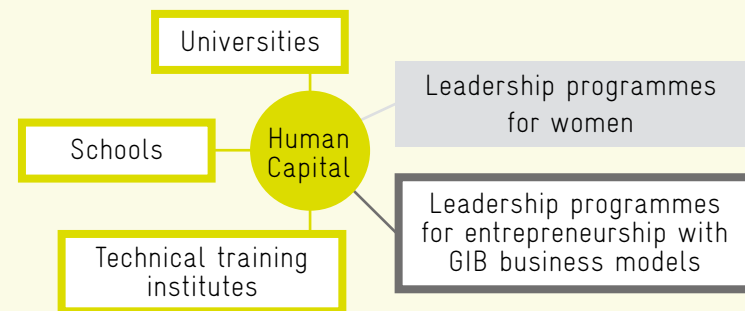 Universities
Leadership programmes
for women
Schools
Human
Capital
Leadership programmes
for entrepreneurship with
GIB business models
Technical training
institutes